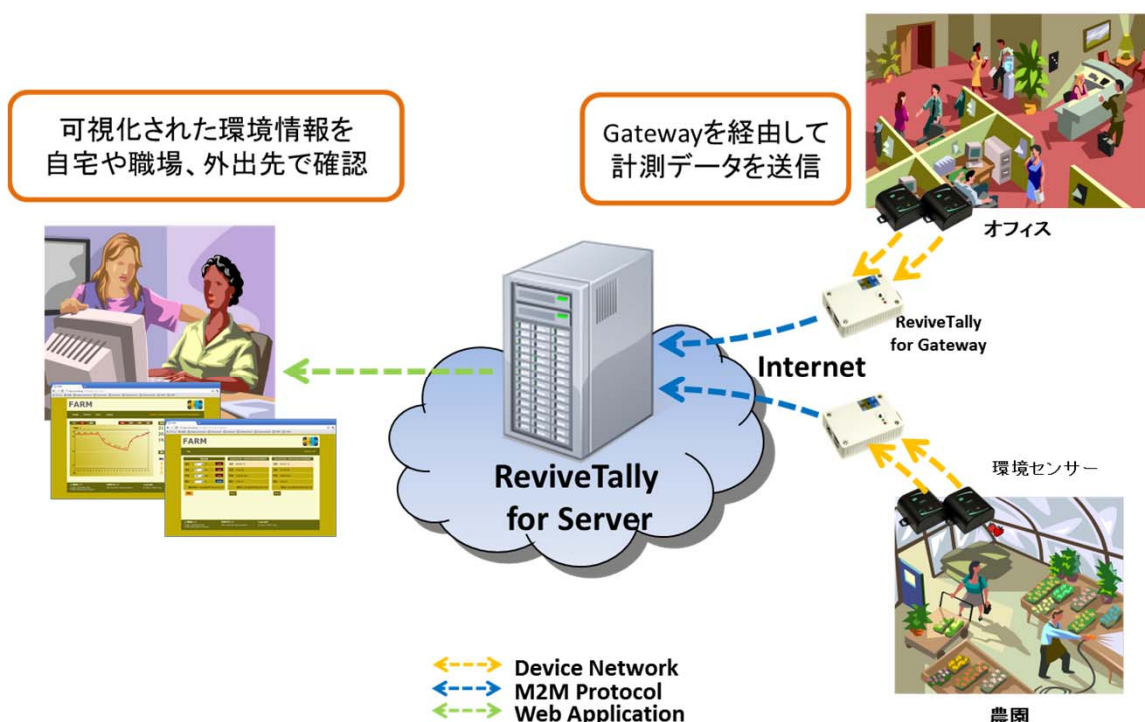 可視化された環境情報を
自宅や職場、外出先で確認
Gatewayを経由して
計測データを送信
オフィス
ReviveTally
for Gateway
Internet
ReviveTally
for Server
環境センサー
FARM
FARM
農園
Device Network
M2M Protocol
Web Application